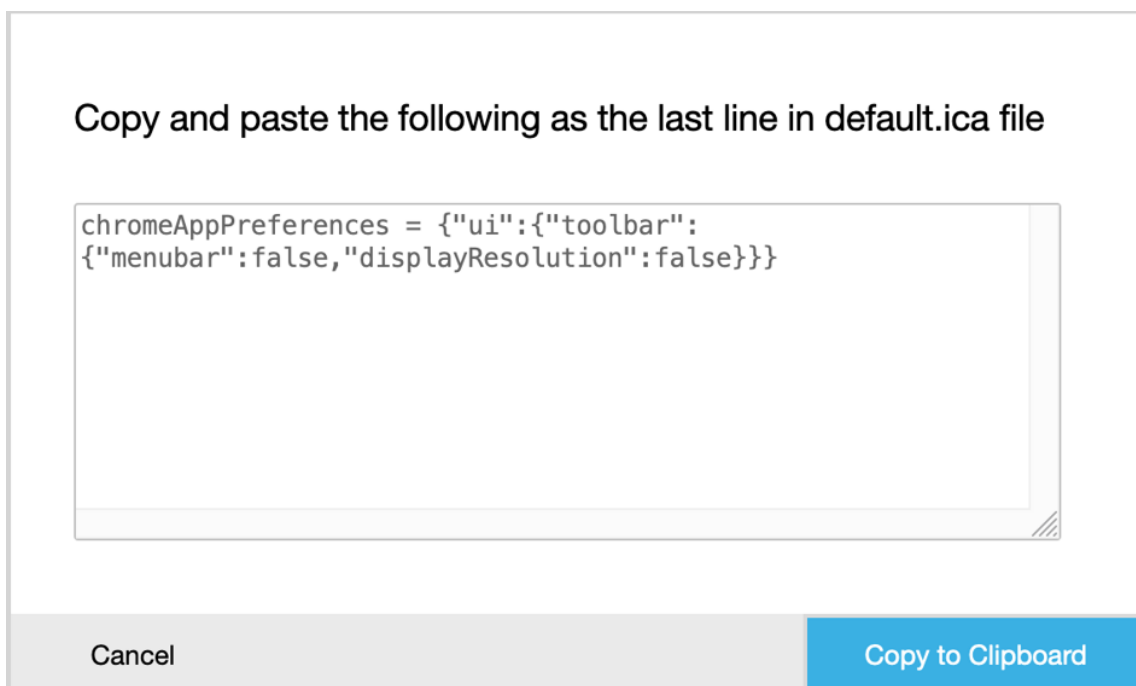 Copy and paste the following as the last line in default.ica file
chromeAppPreferences = {"ui":{"toolbar":
{"menubar":false,"displayResolution":false}}}
Cancel
Copy to Clipboard